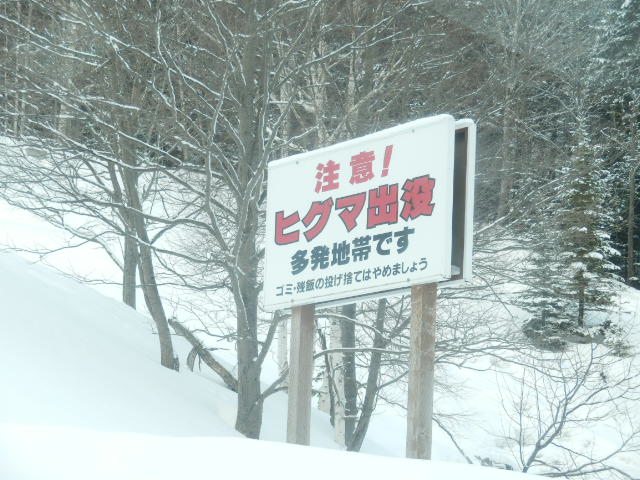 注意!
ヒグマ出没
多発地帯です
ゴミ・残飯の投げ捨てはやめましょう